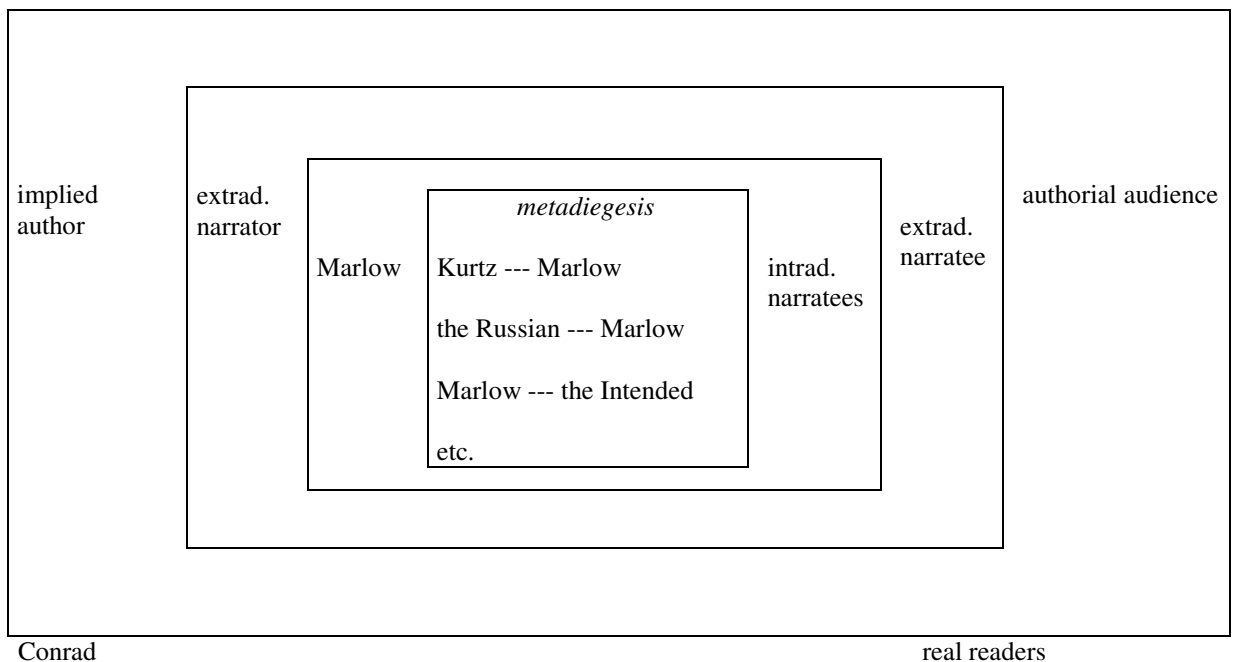 implied
author
extrad.
narrator
Marlow
metadiegesis
Kurtz --- Marlow
the Russian --- Marlow
Marlow --- the Intended
etc.
intrad.
narratees
extrad.
narratee
authorial audience
Conrad
real readers